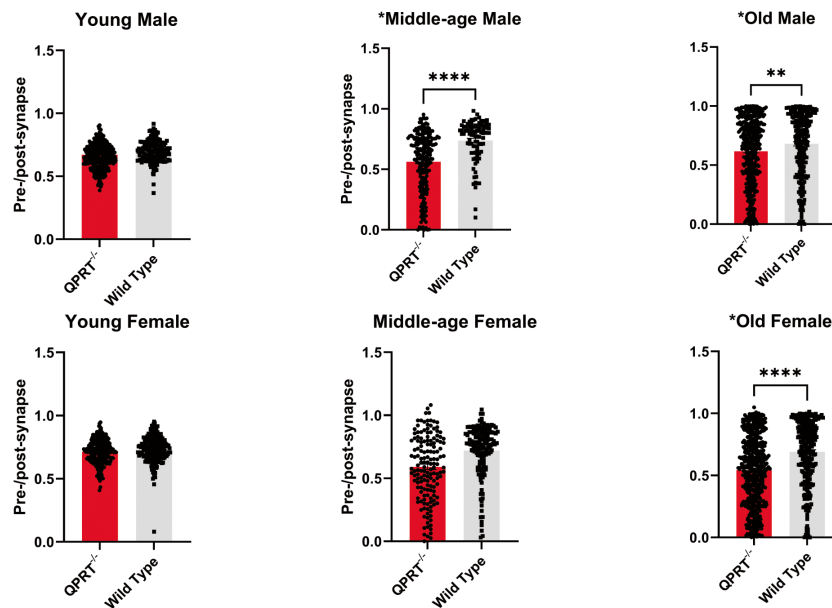 Young Male
Pre-/post-synapse
1.5
1.0
0.5
0.0
QPRT-/-
Wild Type
*Middle-age Male
Pre-/post-synapse
1.5
1.0
0.5
0.0
****
QPRT-/-
Wild Type
*Old Male
1.5
1.0
0.5
0.0
**
QPRT-/-
Wild Type
Young Female
Pre-/post-synapse
1.5
1.0
0.5
0.0
QPRT-/-
Wild Type
Middle-age Female
Pre-/post-synapse
1.5
1.0
0.5
0.0
QPRT-/-
Wild Type
*Old Female
1.5
1.0
0.5
0.0
****
QPRT-/-
Wild Type